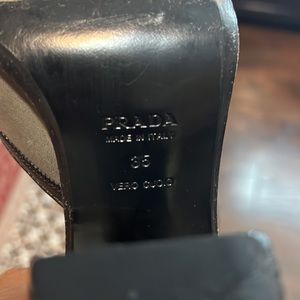 PRADA
MADE IN ITALY
35
VERO CUOIO